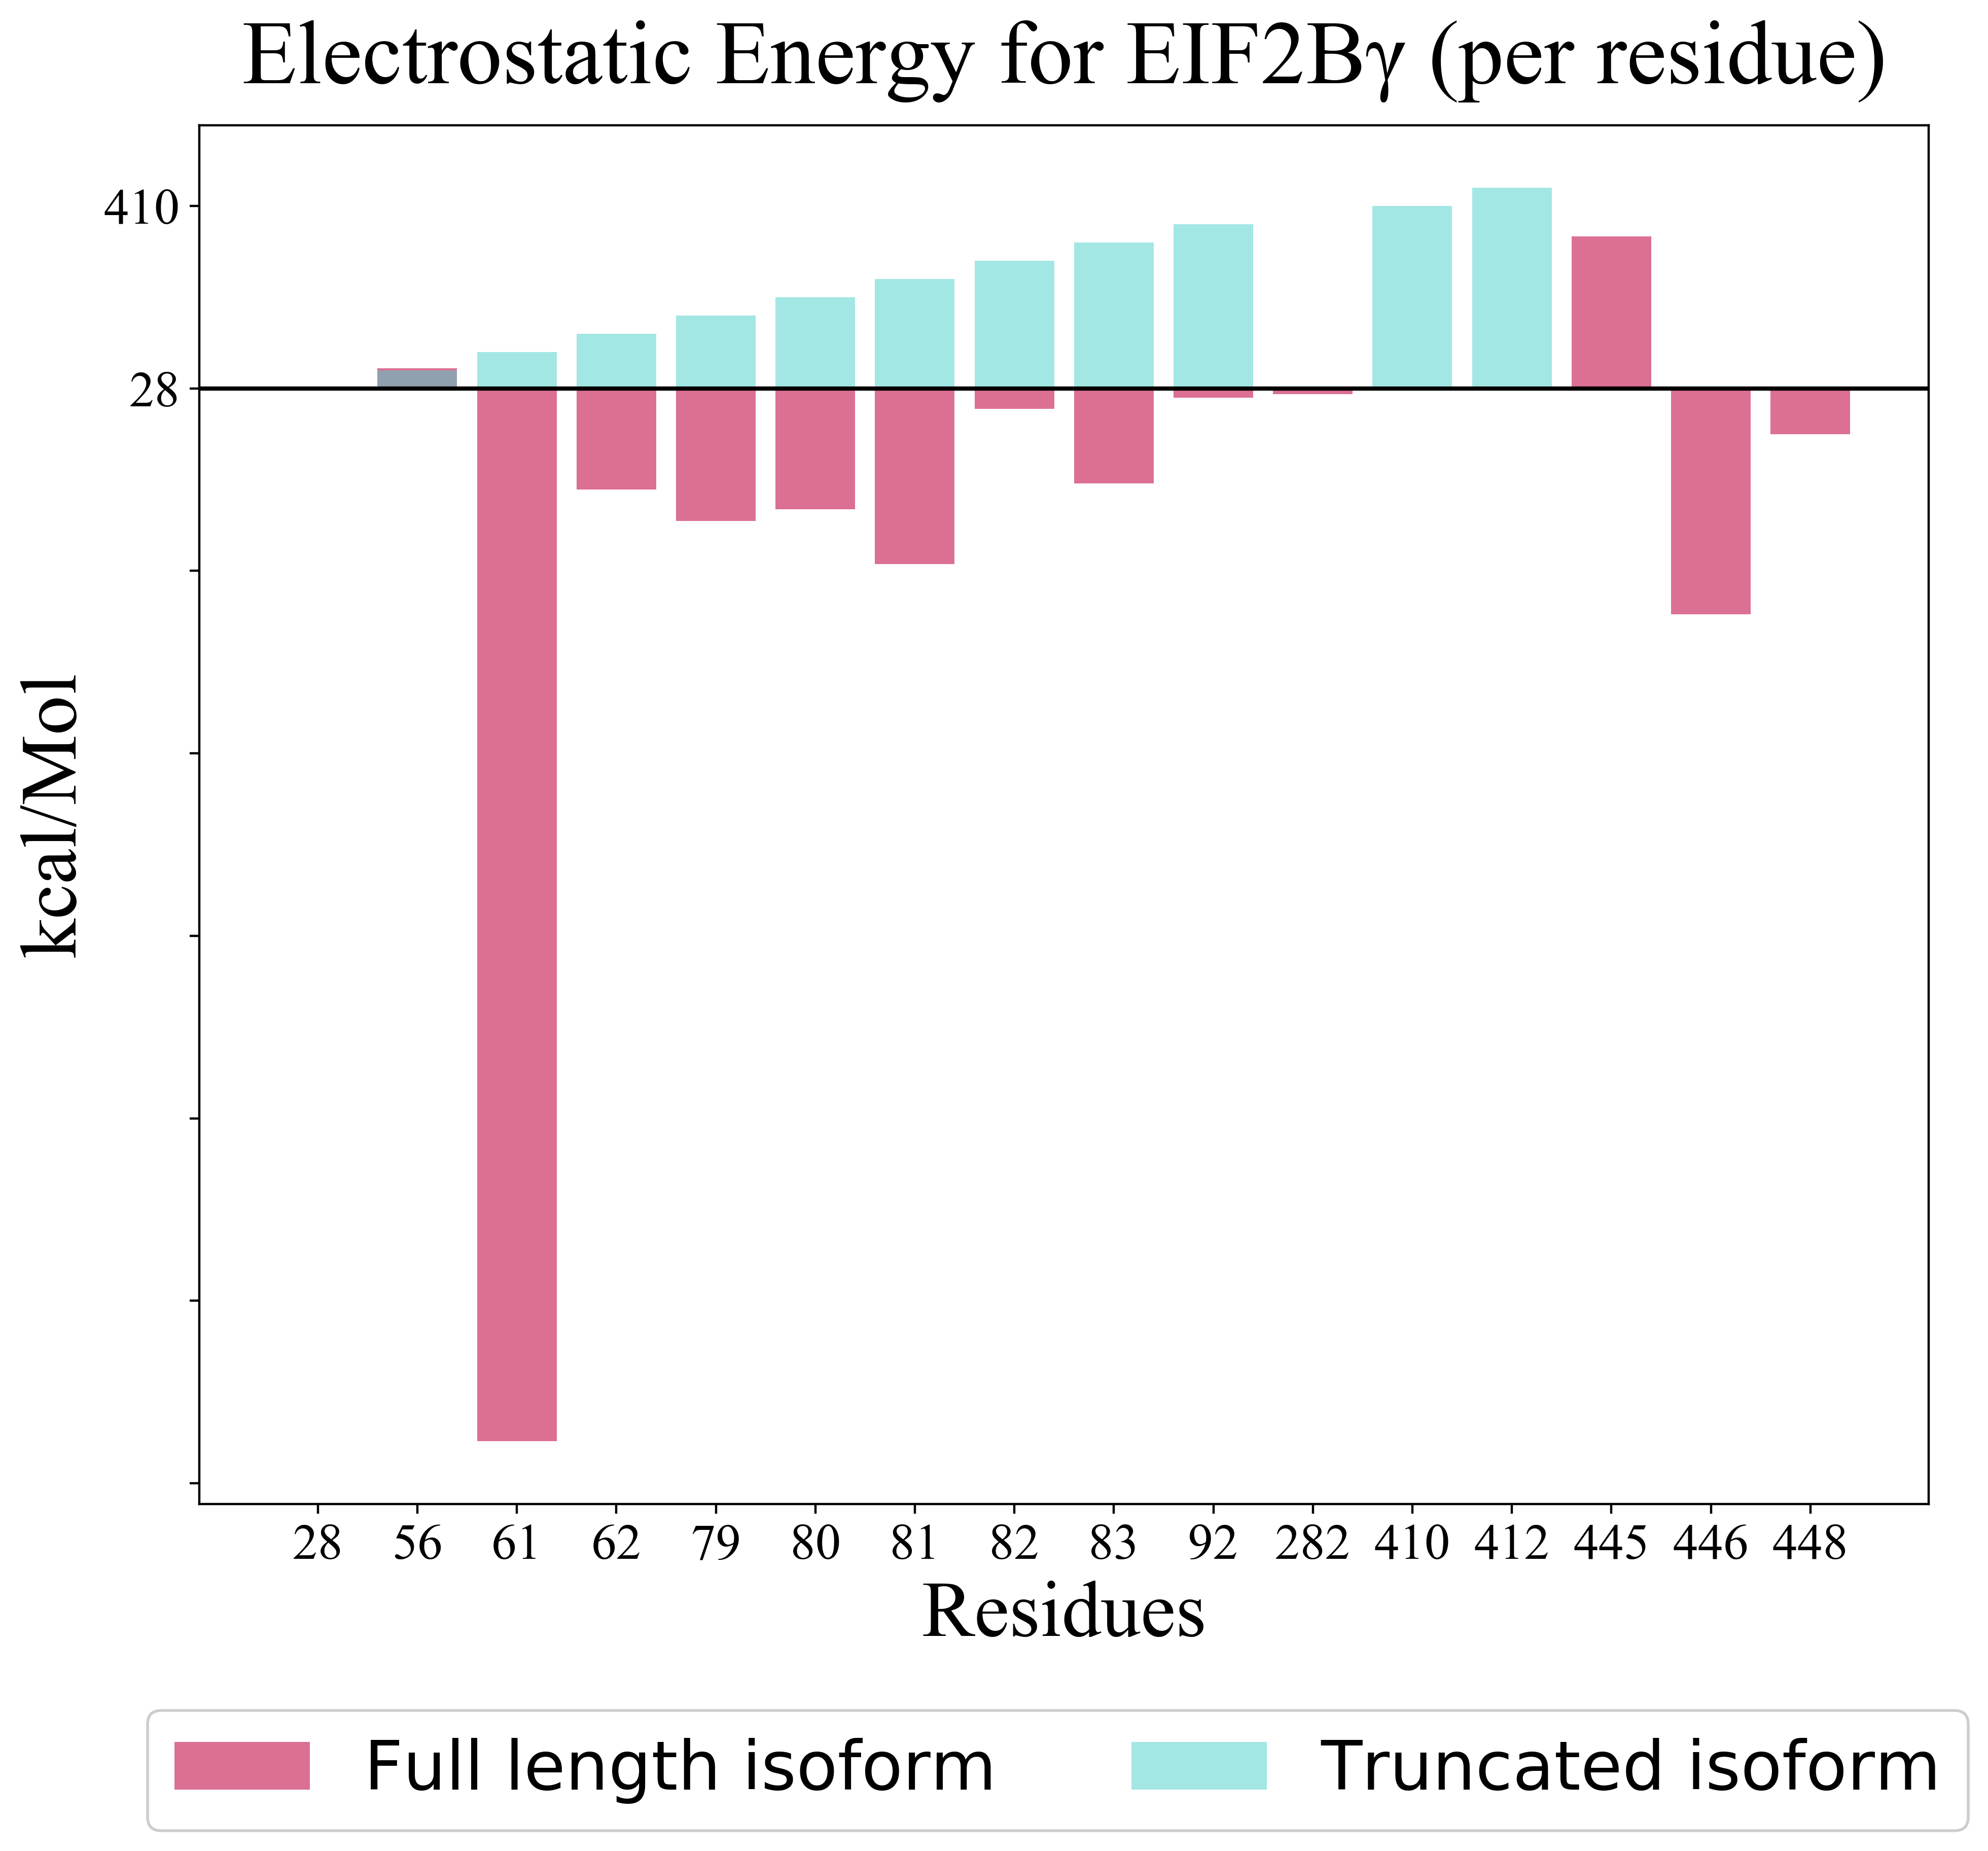 Electrostatic Energy for EIF2Bγ (per residue)
410
28
kcal/Mol
28 56 61 62 79 80 81 82 83 92 282 410 412 445 446 448
Residues
Full length isoform Truncated isoform